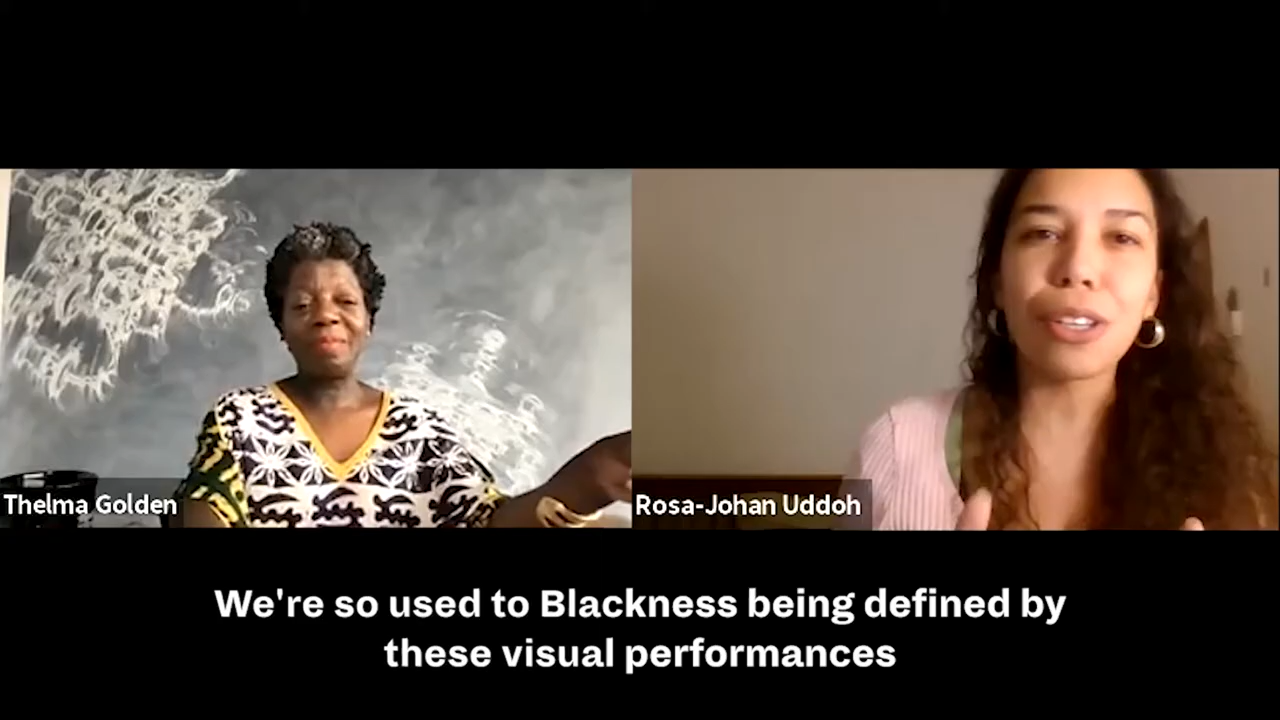 Thelma Golden
Rosa-Johan Uddoh
We're so used to Blackness being defined by
these visual performances